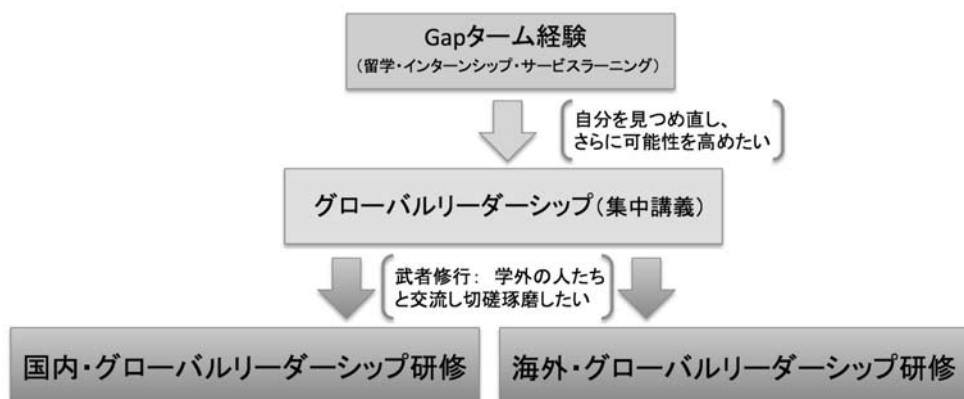 Gapターム経験
（留学・インターンシップ・サービスラーニング）
自分を見つめ直し、
さらに可能性を高めたい
グローバルリーダーシップ（集中講義）
武者修行： 学外の人たち
と交流し切磋琢磨したい
国内・グローバルリーダーシップ研修
海外・グローバルリーダーシップ研修